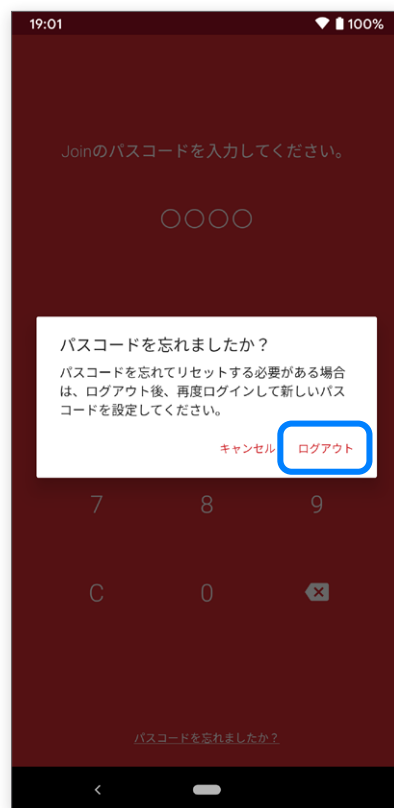 19:01 100%
Joinのパスコードを入力してください。
パスコードを忘れましたか？
パスコードを忘れてリセットする必要がある場合
は、ログアウト後、再度ログインして新しいパス
コードを設定してください。
キャンセル ログアウト
7 8 9
C 0
パスコードを忘れましたか？